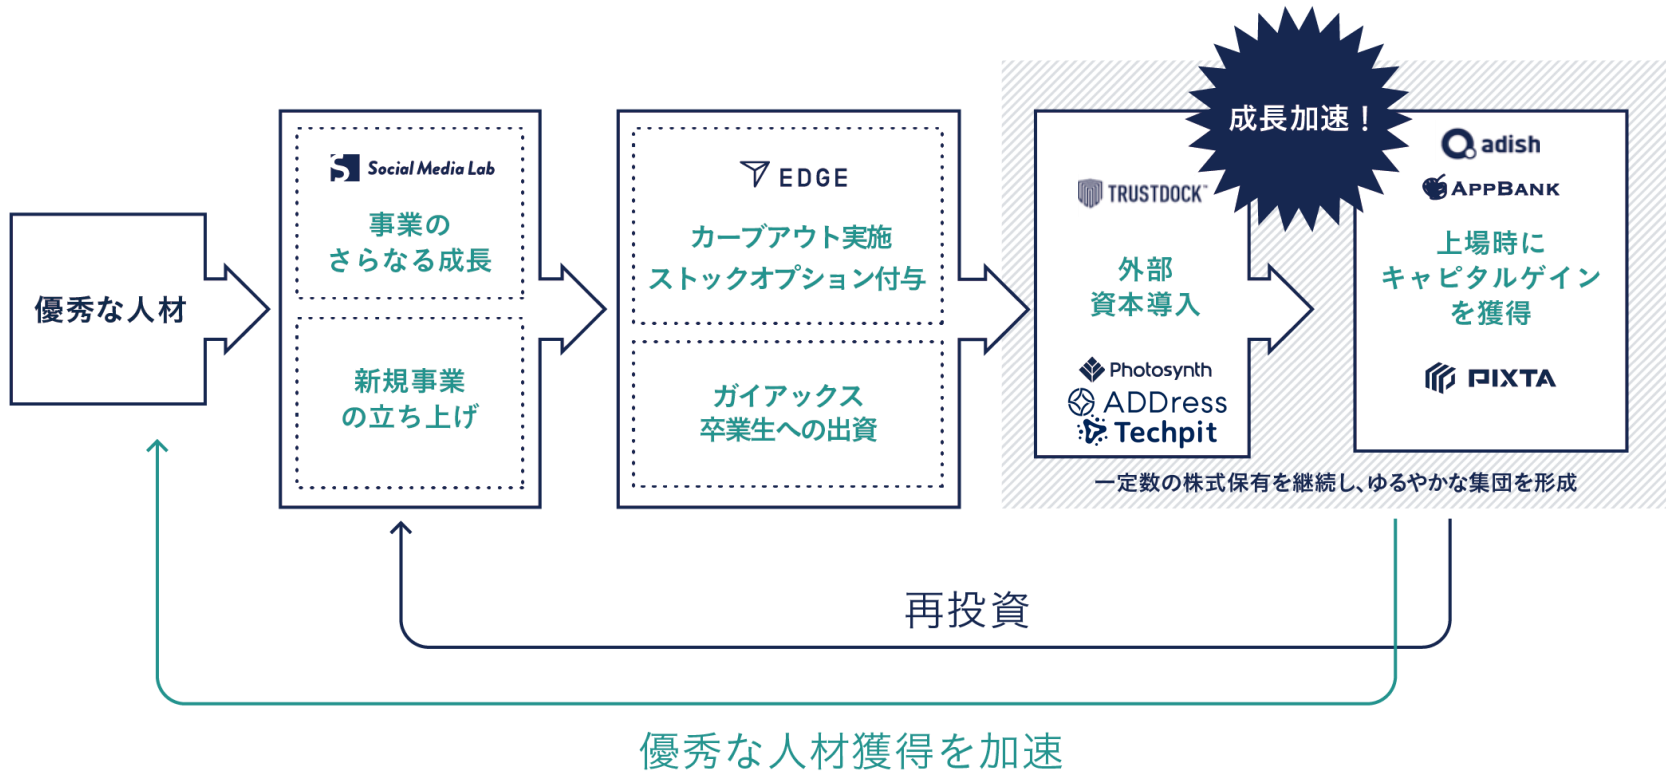 優秀な人材
Social Media Lab
事業の
さらなる成長
新規事業
の立ち上げ
EDGE
カーブアウト実施
ストックオプション付与
ガイアックス
卒業生への出資
成長加速！
TRUSTDOCK™
外部
資本導入
Photosynth
ADDress
Techpit
adish
APPBANK
上場時に
キャピタルゲイン
を獲得
PIXTA
一定数の株式保有を継続し、ゆるやかな集団を形成
再投資
優秀な人材獲得を加速